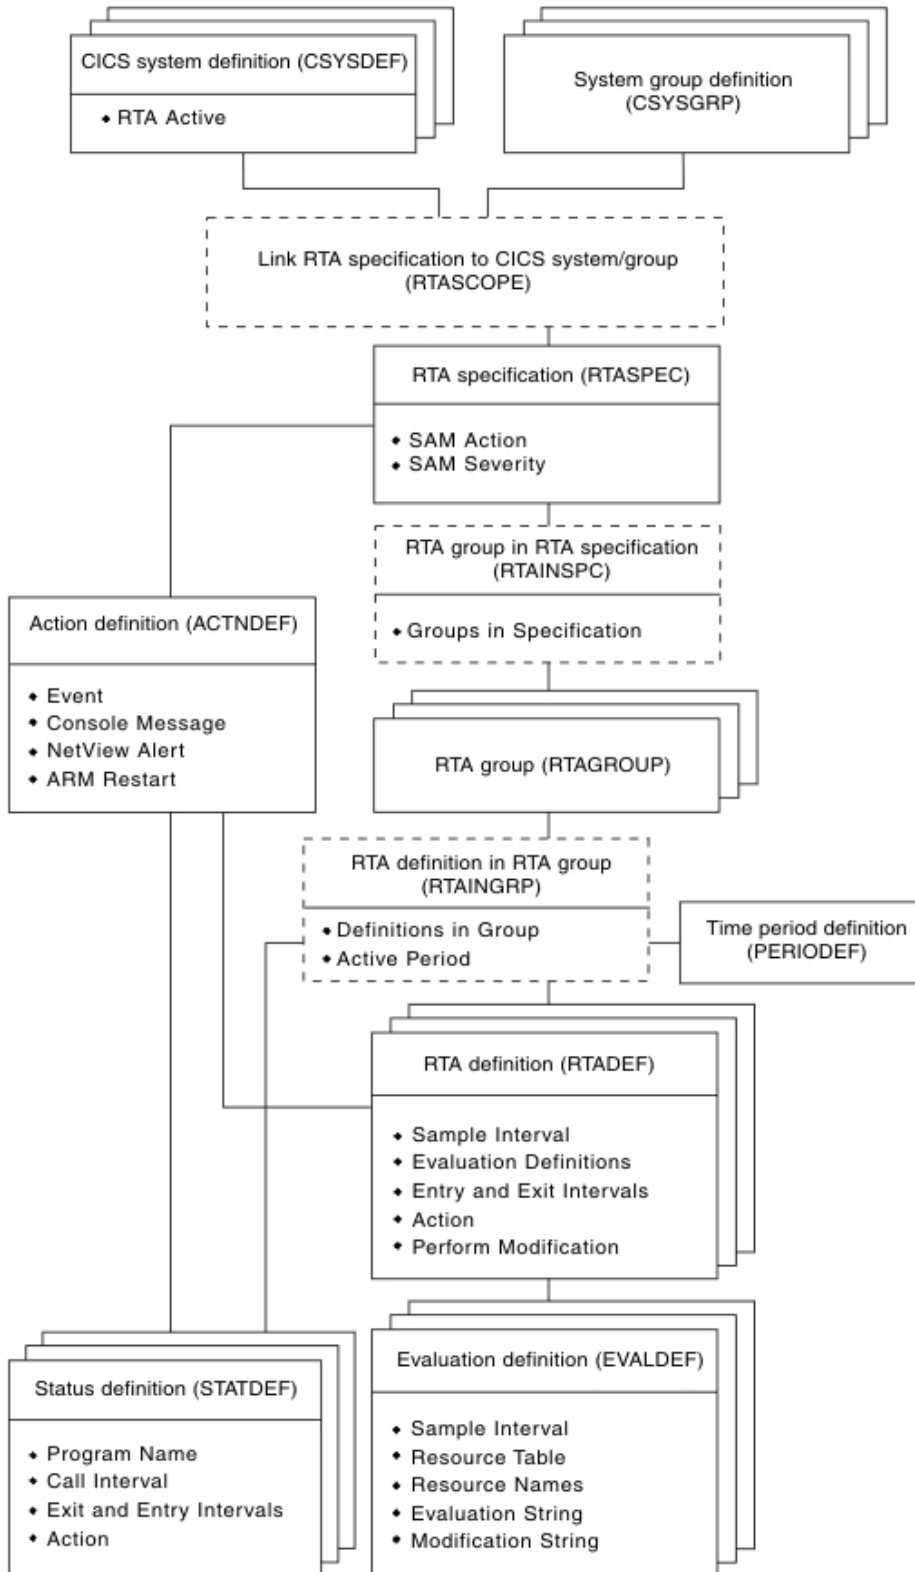 CICS system definition (CSYSDEF)
• RTA Active
System group definition
(CSYSGRP)
Link RTA specification to CICS system/group
(RTASCOPE)
RTA specification (RTASPEC)
• SAM Action
• SAM Severity
RTA group in RTA specification
(RTAINSPC)
• Groups in Specification
Action definition (ACTNDEF)
• Event
• Console Message
• NetView Alert
• ARM Restart
RTA group (RTAGROUP)
RTA definition in RTA group
(RTAINGRP)
• Definitions in Group
• Active Period
Time period definition
(PERIODEF)
RTA definition (RTADEF)
• Sample Interval
• Evaluation Definitions
• Entry and Exit Intervals
• Action
• Perform Modification
Status definition (STATDEF)
• Program Name
• Call Interval
• Exit and Entry Intervals
• Action
Evaluation definition (EVALDEF)
• Sample Interval
• Resource Table
• Resource Names
• Evaluation String
• Modification String